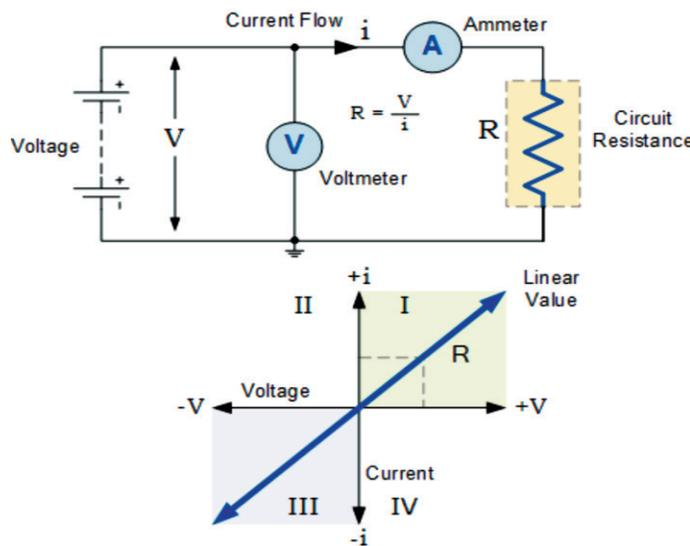 Current Flow
i
Ammeter
A
+
Voltage
V
+
V
Voltmeter
R = V
i
R
Circuit
Resistance
+i
II
I
Linear
Value
R
-V
Voltage
+V
Current
III
IV
-i